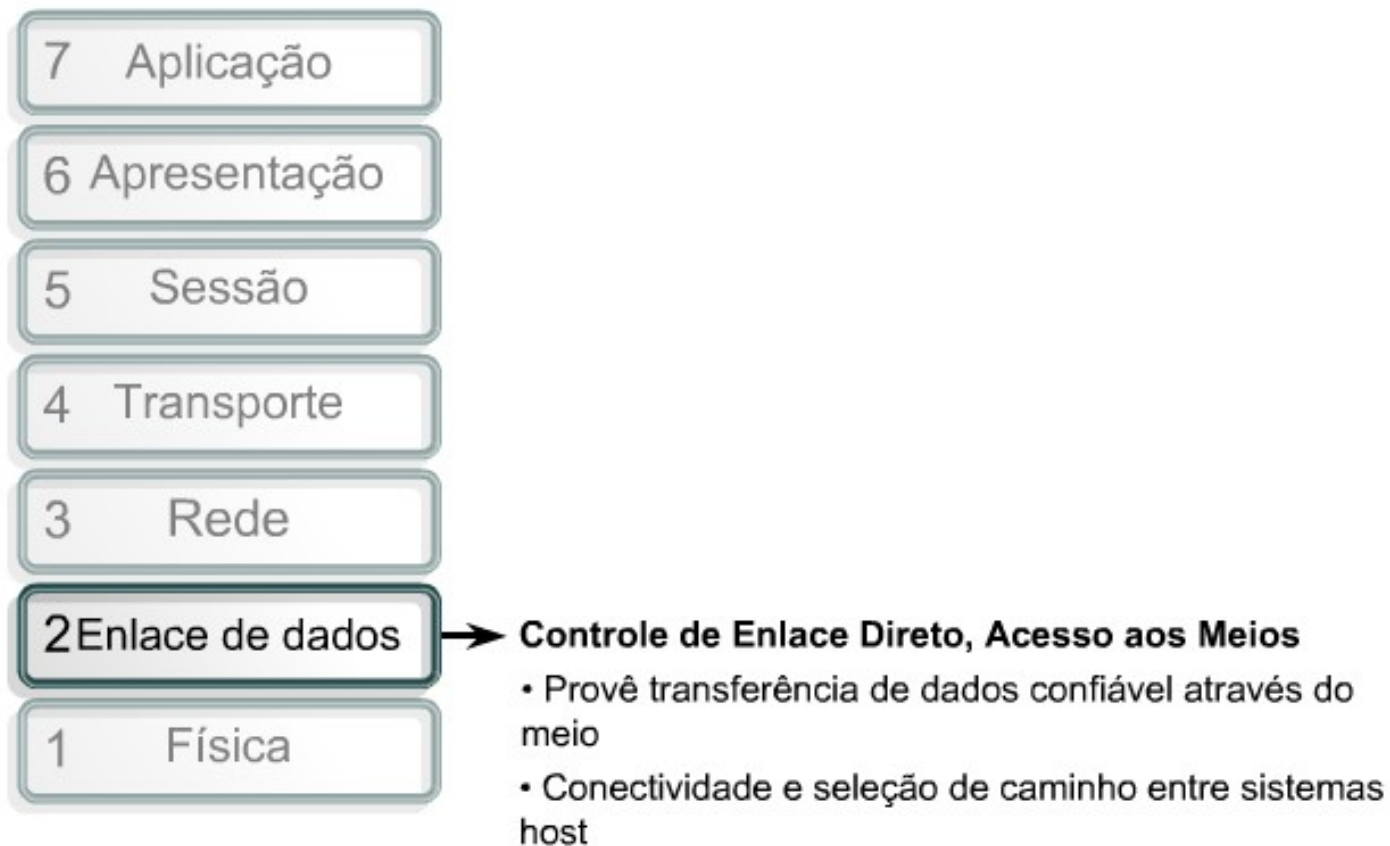 7 Aplicação
6 Apresentação
5 Sessão
4 Transporte
3 Rede
2 Enlace de dados
Controle de Enlace Direto, Acesso aos Meios
• Provê transferência de dados confiável através do
meio
• Conectividade e seleção de caminho entre sistemas
host
1 Física